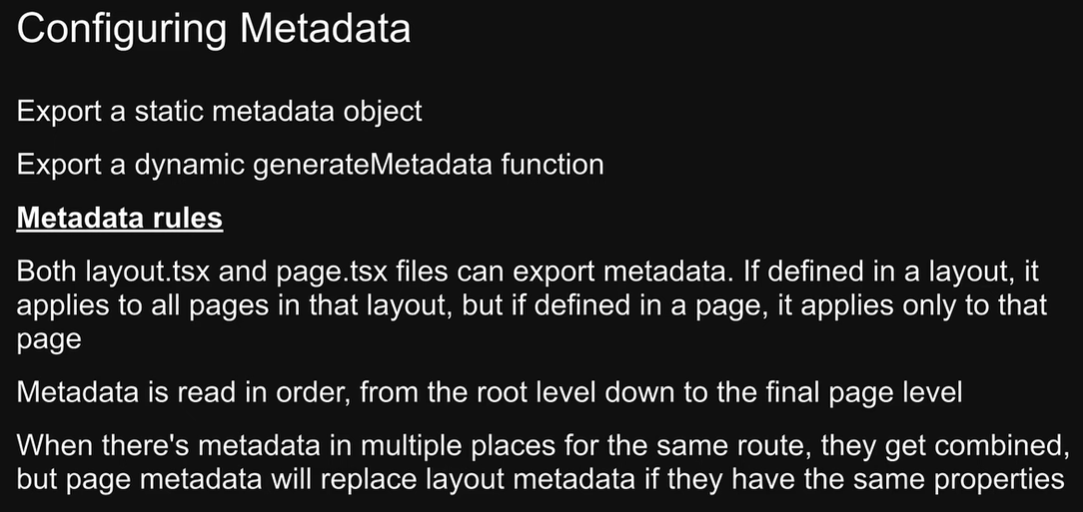 Configuring Metadata
Export a static metadata object
Export a dynamic generateMetadata function
Metadata rules
Both layout.tsx and page.tsx files can export metadata. If defined in a layout, it
applies to all pages in that layout, but if defined in a page, it applies only to that
page
Metadata is read in order, from the root level down to the final page level
When there's metadata in multiple places for the same route, they get combined,
but page metadata will replace layout metadata if they have the same properties